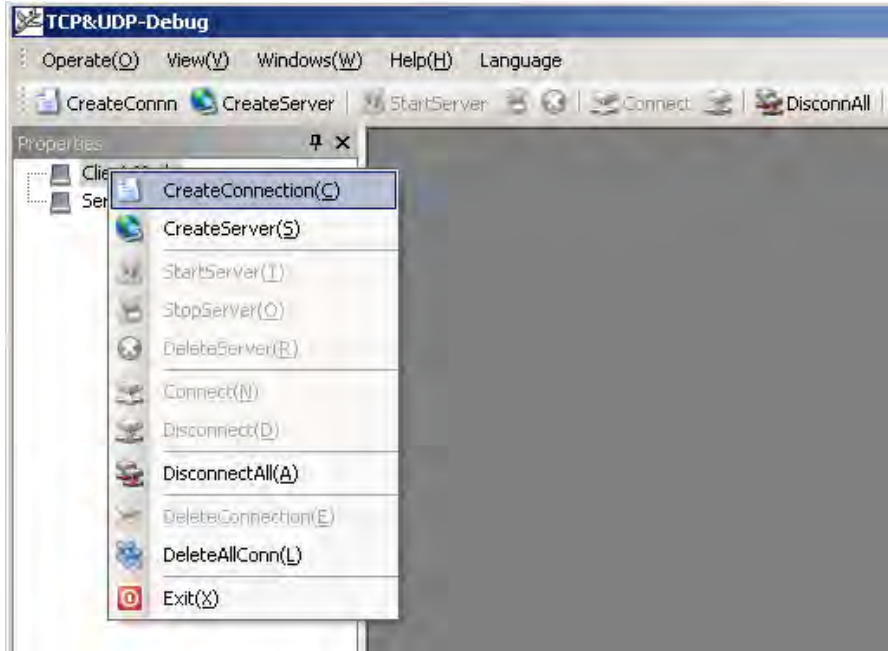 TCP&UDP-Debug
Operate(O) View(V) Windows(W) Help(H) Language
CreateConnn CreateServer StartServer Connect DisconnAll
Properties
CreateConnection(C)
CreateServer(S)
StartServer(T)
StopServer(O)
DeleteServer(R)
Connect(N)
Disconnect(D)
DisconnectAll(A)
DeleteConnection(E)
DeleteAllConn(L)
Exit(X)